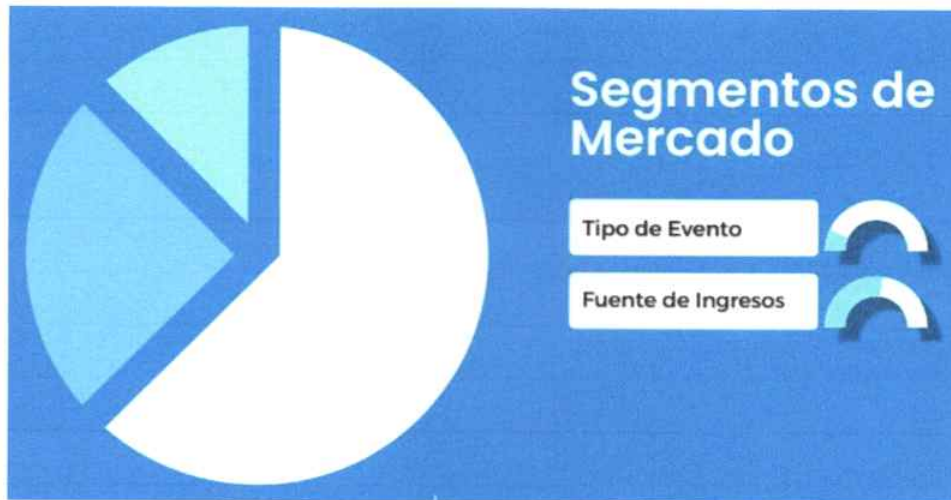 Segmentos de
Mercado
Tipo de Evento
Fuente de Ingresos